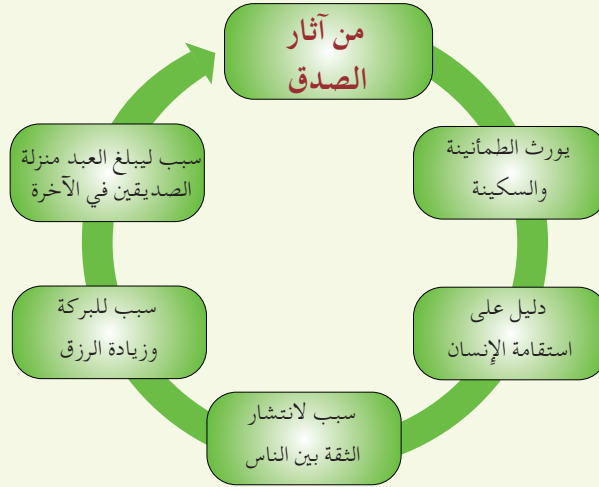 من آثار
الصدق
يورث الطمأنينة
والسكينة
دليل على
استقامة الإنسان
سبب لانتشار
الثقة بين الناس
سبب للبركة
وزيادة الرزق
سبب ليبلغ العبد منزلة
الصديقين في الآخرة